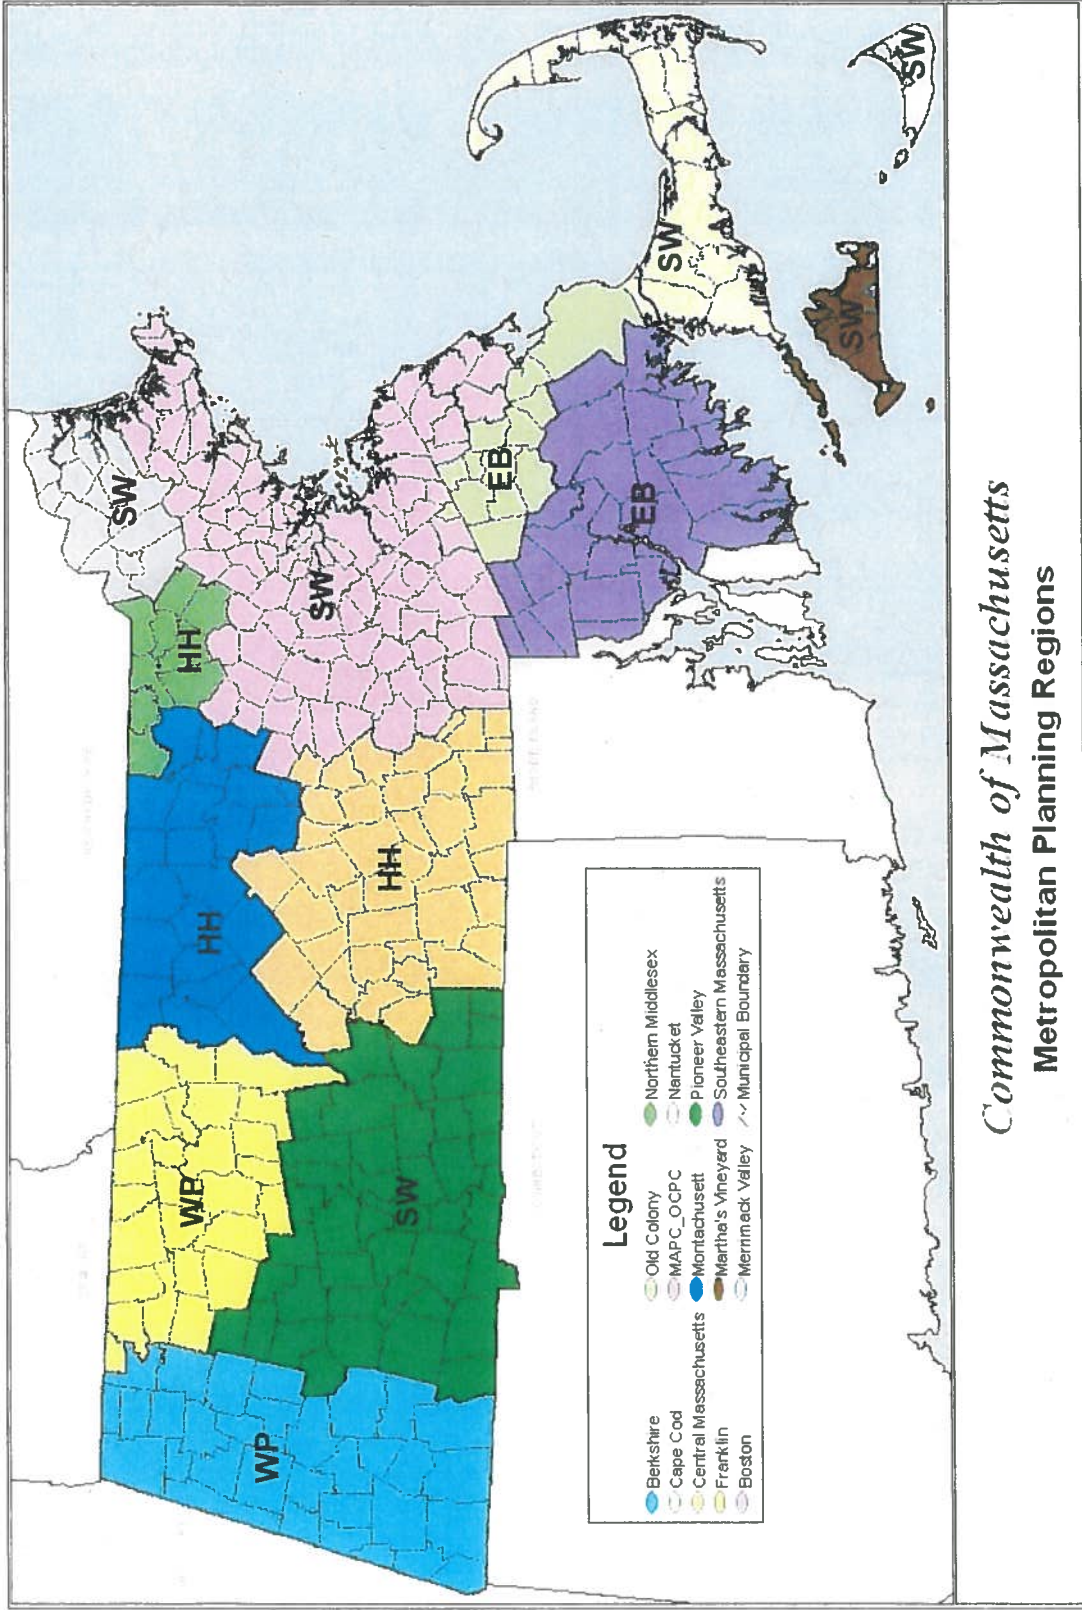 WP
WP
SW
HH
HH
HH
SW
SW
EB
EB
SW
SW
SW
Legend
Berkshire
Cape Cod
Central Massachusetts
Franklin
Boston
Old Colony
MAPC_OCPC
Montachusett
Martha's Vineyard
Merrimack Valley
Northern Middlesex
Nantucket
Pioneer Valley
Southeastern Massachusetts
Municipal Boundary
Commonwealth of Massachusetts
Metropolitan Planning Regions